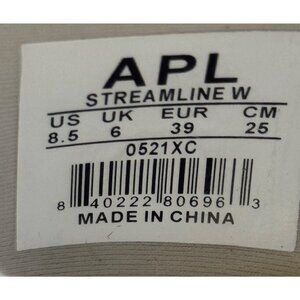 APL
STREAMLINE W
US UK EUR CM
8.5 6 39 25
0521XC
8 40222 80696 3
MADE IN CHINA